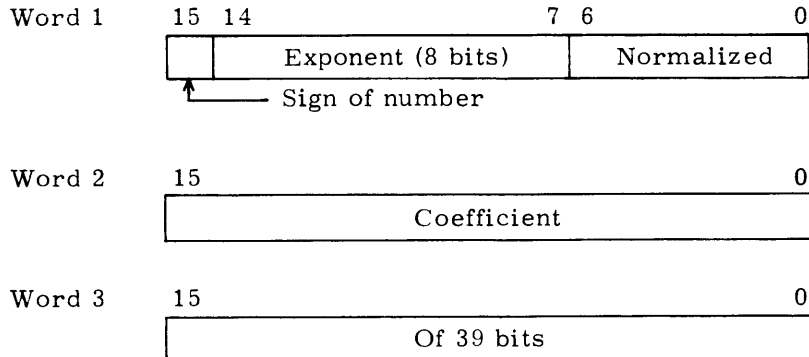 Word 1 15 14 7 6 0
Exponent (8 bits) Normalized
Sign of number
Word 2 15 0
Coefficient
Word 3 15 0
Of 39 bits